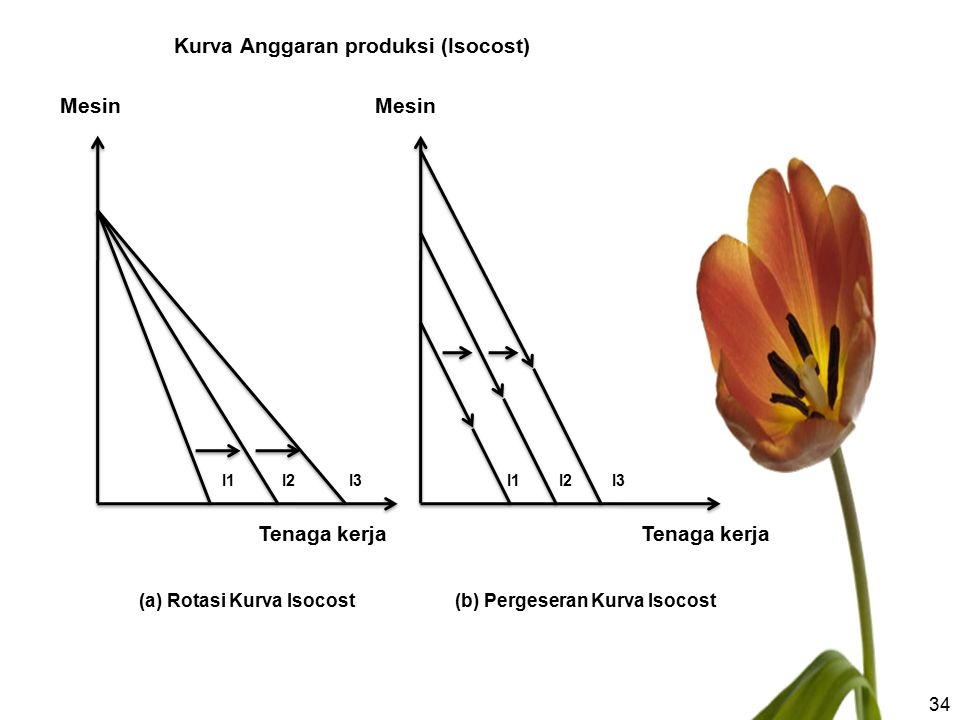 Kurva Anggaran produksi (Isocost)
Mesin
Mesin
I1
I2
I3
I1
I2
I3
Tenaga kerja
Tenaga kerja
(a) Rotasi Kurva Isocost
(b) Pergeseran Kurva Isocost
34